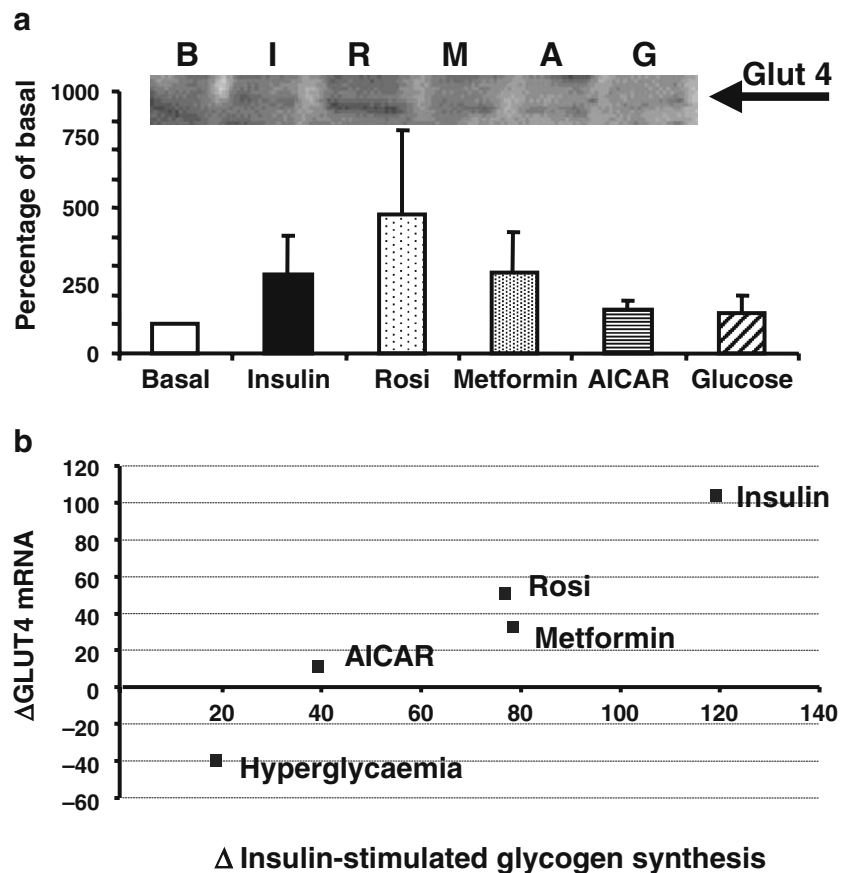 a
B I R M A G
Glut 4
Percentage of basal
1000
750
500
250
0
Basal Insulin Rosi Metformin AICAR Glucose
b
ΔGLUT4 mRNA
120
100
80
60
40
20
0
−20
−40
−60
Insulin
Rosi
Metformin
AICAR
20 40 60 80 100 120 140
Hyperglycaemia
Δ Insulin-stimulated glycogen synthesis